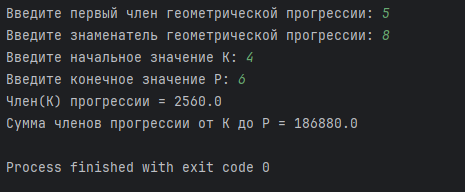 Введите первый член геометрической прогрессии: 5
Введите знаменатель геометрической прогрессии: 8
Введите начальное значение К: 4
Введите конечное значение Р: 6
Член(К) прогрессии = 2560.0
Сумма членов прогрессии от К до Р = 186880.0
Process finished with exit code 0